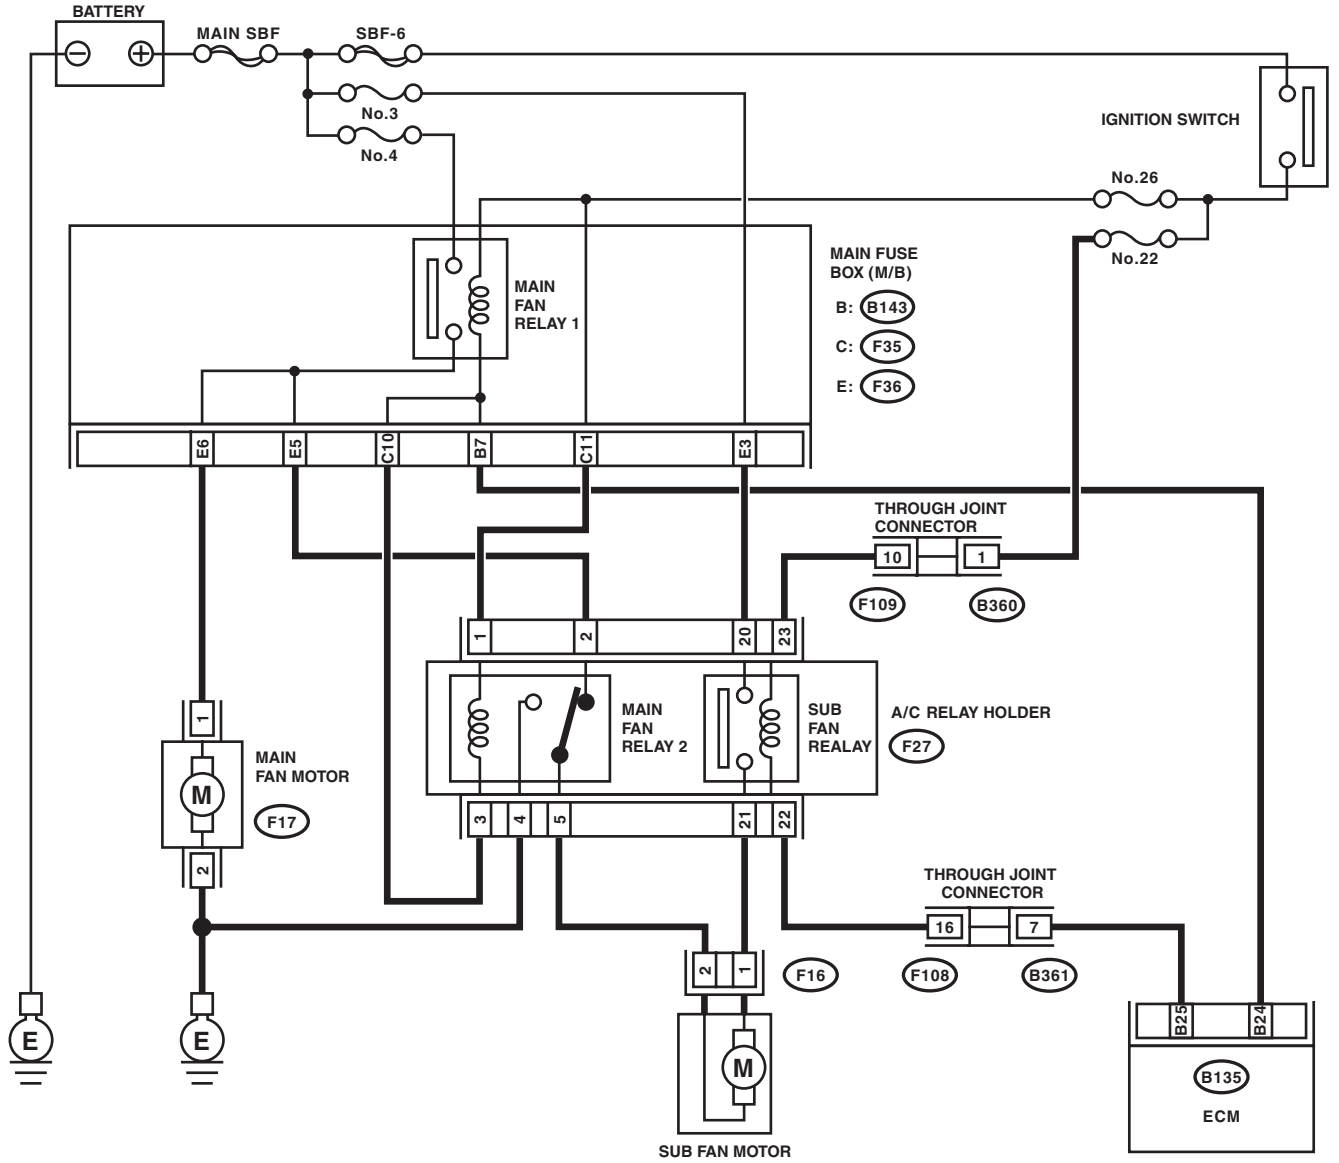 BATTERY
MAIN SBF
SBF-6
No.3
No.4
IGNITION SWITCH
No.26
No.22
MAIN FUSE
BOX (M/B)
B: B143
C: F35
E: F36
MAIN
FAN
RELAY 1
E6
E5
C10
B7
C11
E3
THROUGH JOINT
CONNECTOR
10
1
F109
B360
1
2
20
23
MAIN
FAN
RELAY 2
SUB
FAN
REALAY
A/C RELAY HOLDER
F27
1
MAIN
FAN MOTOR
M
F17
2
3
4
5
21
22
THROUGH JOINT
CONNECTOR
16
7
F108
B361
2
1
F16
E
E
M
SUB FAN MOTOR
B25
B24
B135
ECM